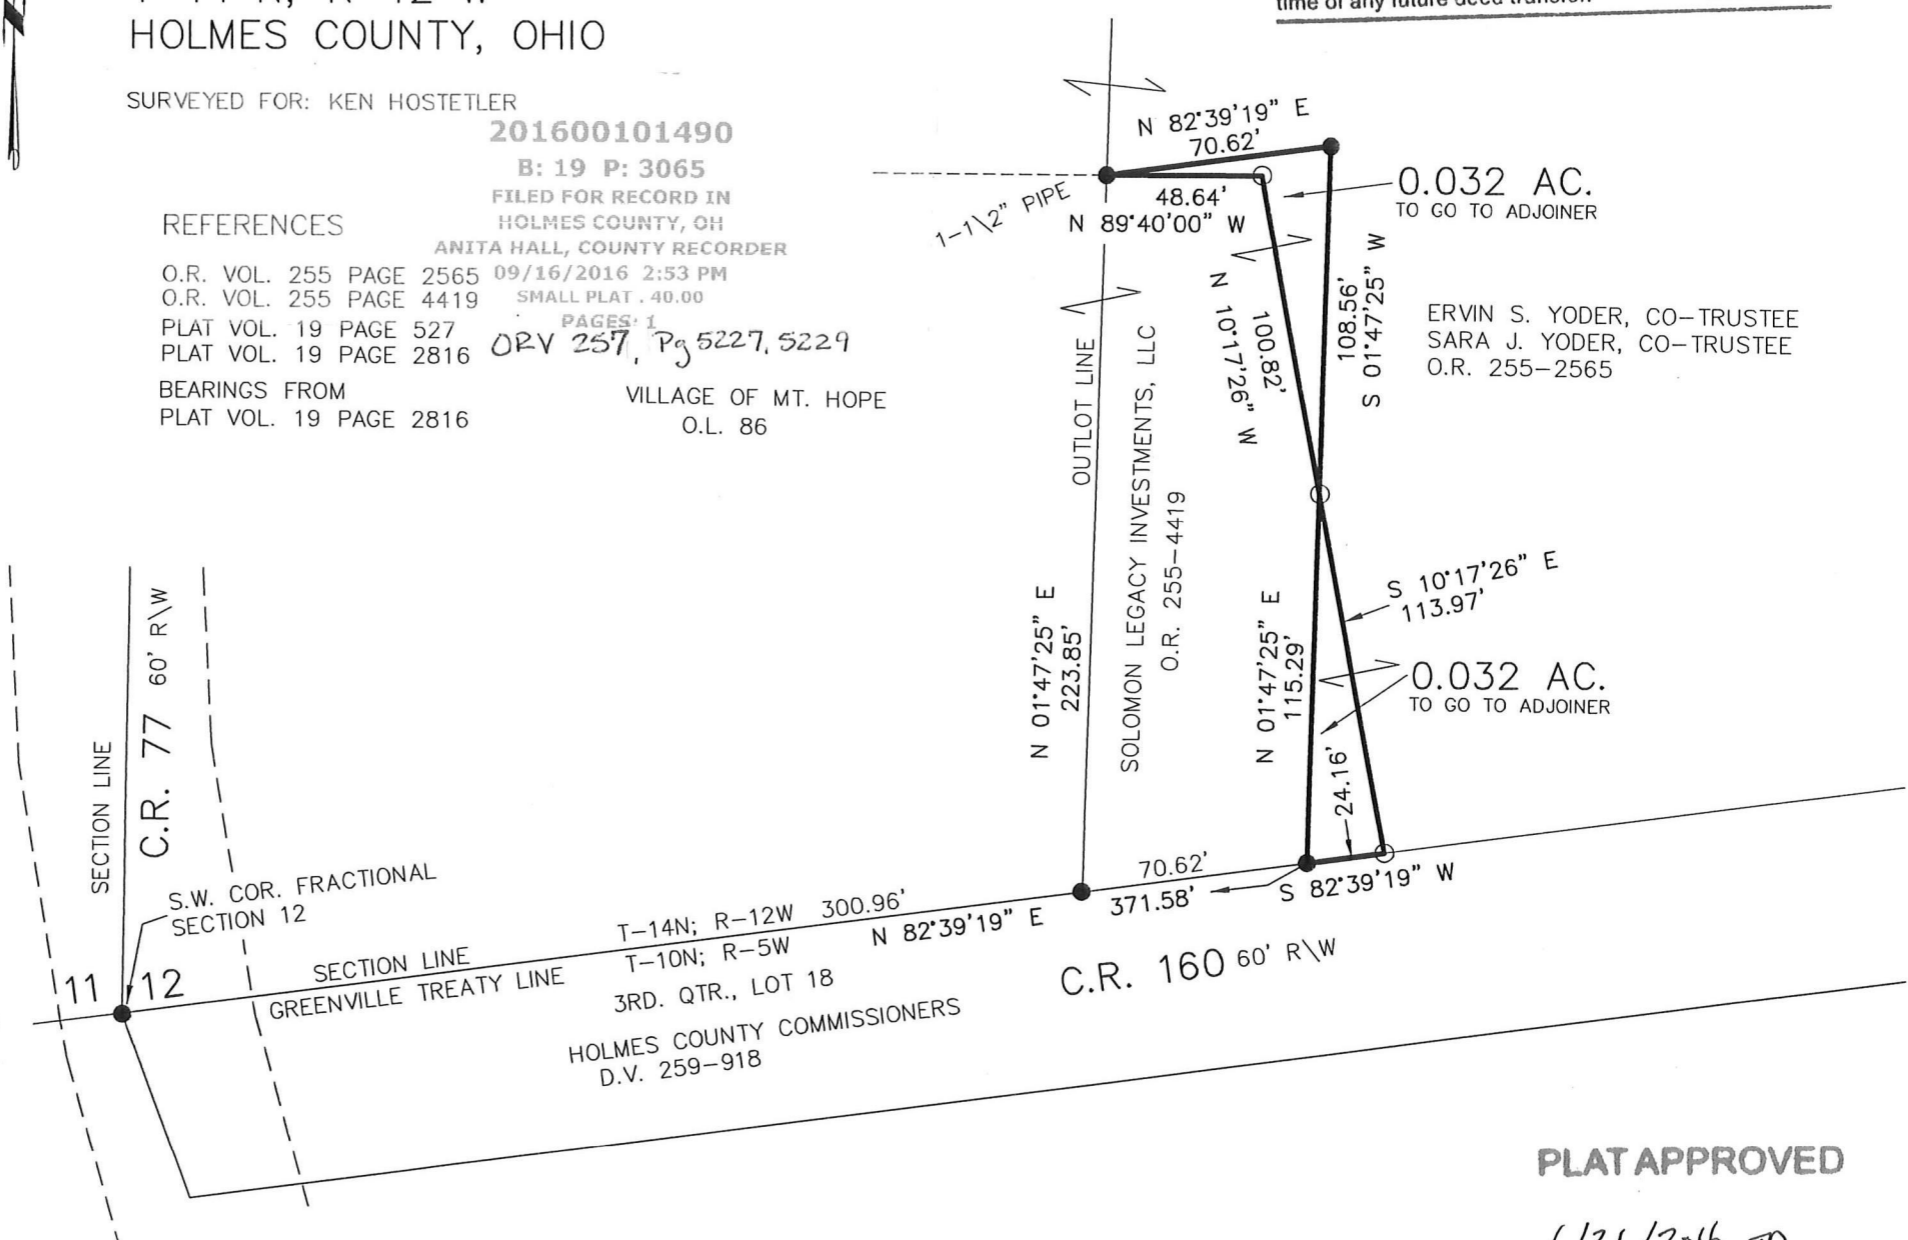 HOLMES COUNTY, OHIO
SURVEYED FOR: KEN HOSTETLER
201600101490
B: 19 P: 3065
FILED FOR RECORD IN
HOLMES COUNTY, OH
ANITA HALL, COUNTY RECORDER
09/16/2016 2:53 PM
SMALL PLAT . 40.00
PAGES: 1
REFERENCES
O.R. VOL. 255 PAGE 2565
O.R. VOL. 255 PAGE 4419
PLAT VOL. 19 PAGE 527
PLAT VOL. 19 PAGE 2816
ORV 257, Pg 5227, 5229
BEARINGS FROM
PLAT VOL. 19 PAGE 2816
VILLAGE OF MT. HOPE
O.L. 86
time of any future deed transfer.
N 82°39'19" E
70.62'
1-1\2" PIPE
48.64'
N 89°40'00" W
0.032 AC.
TO GO TO ADJOINER
N 10°17'26" W
100.82'
108.56'
S 01°47'25" W
ERVIN S. YODER, CO-TRUSTEE
SARA J. YODER, CO-TRUSTEE
O.R. 255-2565
OUTLOT LINE
SOLOMON LEGACY INVESTMENTS, LLC
O.R. 255-4419
N 01°47'25" E
223.85'
N 01°47'25" E
115.29'
S 10°17'26" E
113.97'
0.032 AC.
TO GO TO ADJOINER
24.16'
SECTION LINE
C.R. 77 60' R\W
S.W. COR. FRACTIONAL
SECTION 12
11 12
SECTION LINE
GREENVILLE TREATY LINE
T-14N; R-12W 300.96'
T-10N; R-5W
N 82°39'19" E
70.62'
371.58'
S 82°39'19" W
3RD. QTR., LOT 18
HOLMES COUNTY COMMISSIONERS
D.V. 259-918
C.R. 160 60' R\W
PLAT APPROVED